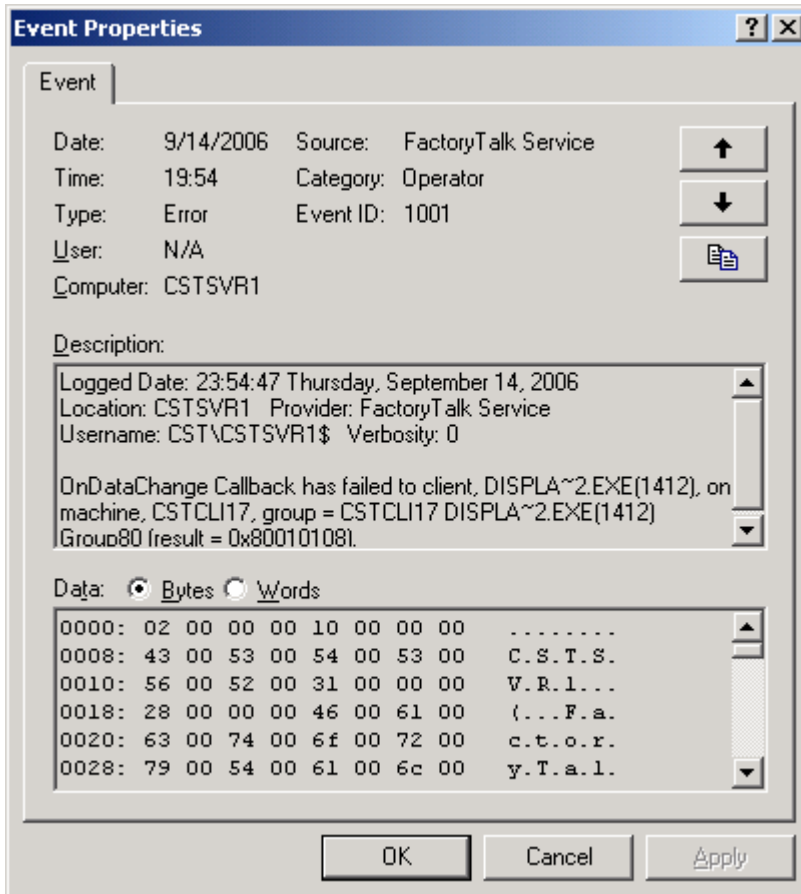 Event Properties
Event
Date: 9/14/2006 Source: FactoryTalk Service
Time: 19:54 Category: Operator
Type: Error Event ID: 1001
User: N/A
Computer: CSTSVR1
Description:
Logged Date: 23:54:47 Thursday, September 14, 2006
Location: CSTSVR1 Provider: FactoryTalk Service
Username: CST\CSTSVR1$ Verbosity: 0
OnDataChange Callback has failed to client, DISPLA~2.EXE(1412), on
machine, CSTCLI17, group = CSTCLI17 DISPLA~2.EXE(1412)
Group80 (result = 0x80010108).
Data: Bytes Words
0000: 02 00 00 00 10 00 00 00 ........
0008: 43 00 53 00 54 00 53 00 C.S.T.S.
0010: 56 00 52 00 31 00 00 00 V.R.1...
0018: 28 00 00 00 46 00 61 00 (...F.a.
0020: 63 00 74 00 6f 00 72 00 c.t.o.r.
0028: 79 00 54 00 61 00 6c 00 y.T.a.l.
OK Cancel Apply